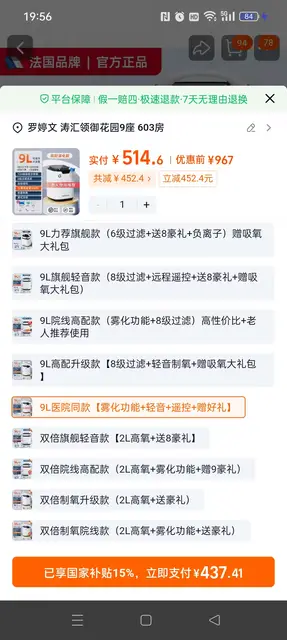 19:56
HD
5G
84
94
78
法国品牌 | 官方正品
平台保障 | 假一赔四·极速退款·7天无理由退换
罗婷文 涛汇领御花园9座 603房
9L
实付 ¥514.6 | 优惠前 ¥967
共减 ¥452.4 >
立减452.4元
- 1 +
9L力荐旗舰款（6级过滤+送8豪礼+负离子）赠吸氧
大礼包
9L旗舰轻音款（8级过滤+远程遥控+送8豪礼+赠吸
氧大礼包）
9L院线高配款（雾化功能+8级过滤）高性价比+老
人推荐使用
9L高配升级款【8级过滤+轻音制氧+赠吸氧大礼包
】
9L医院同款【雾化功能+轻音+遥控+赠好礼】
双倍旗舰轻音款【2L高氧+送8豪礼】
双倍院线高配款（2L高氧+雾化功能+赠9豪礼）
双倍制氧升级款（2L高氧+送豪礼）
双倍制氧院线款（2L高氧+雾化功能+送豪礼）
已享国家补贴15%，立即支付 ¥437.41